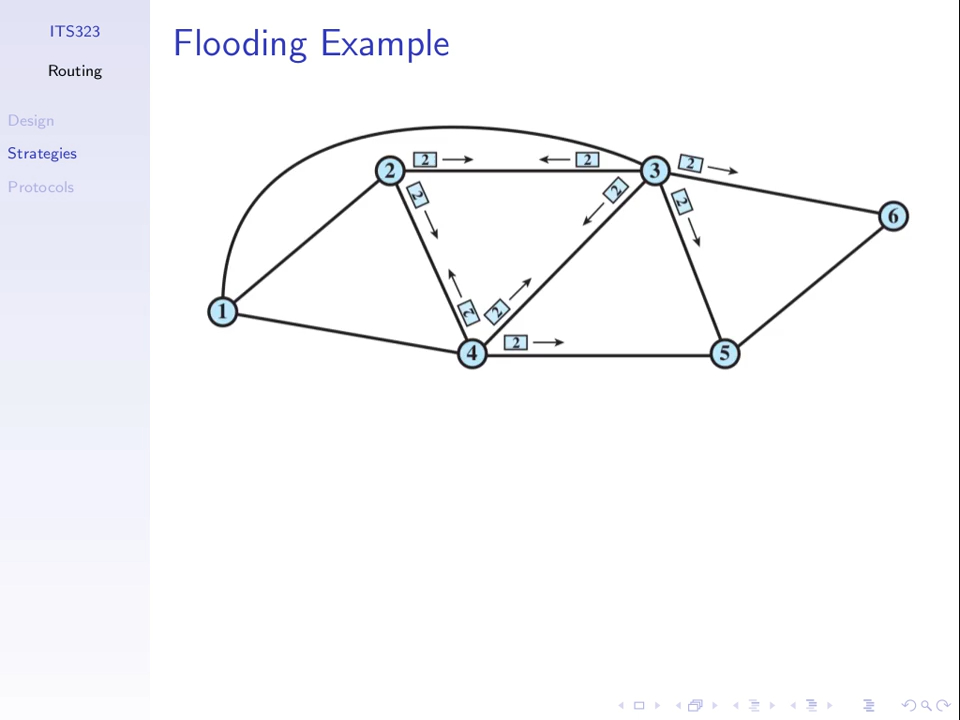 ITS323
Routing
Design
Strategies
Protocols
Flooding Example
2 2 2 3 2
2 2 2
6
1
2 2
4 2 5